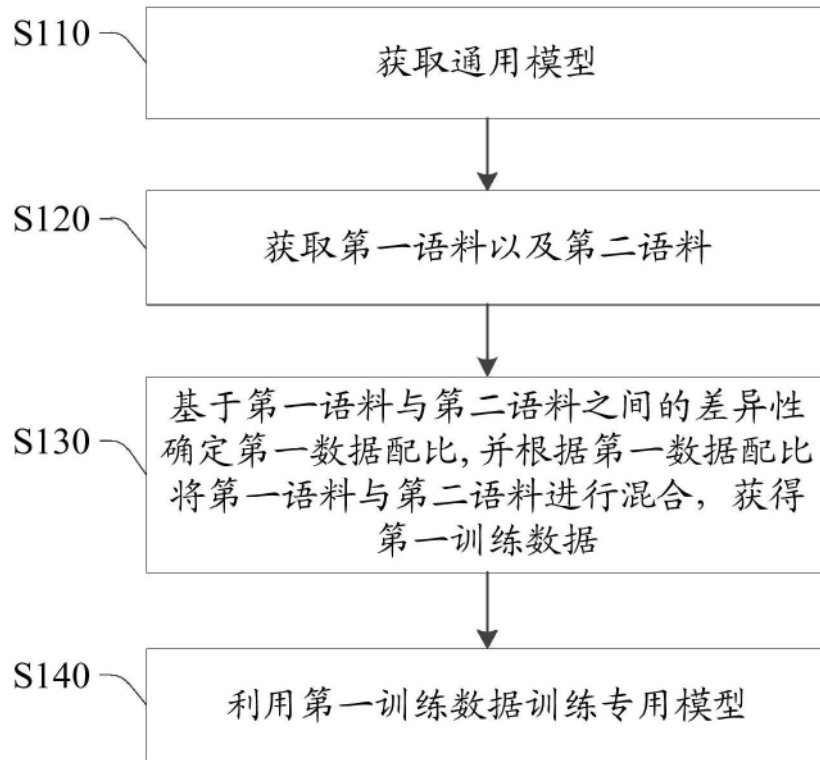 S110
获取通用模型
S120
获取第一语料以及第二语料
S130
基于第一语料与第二语料之间的差异性
确定第一数据配比,并根据第一数据配比
将第一语料与第二语料进行混合，获得
第一训练数据
S140
利用第一训练数据训练专用模型